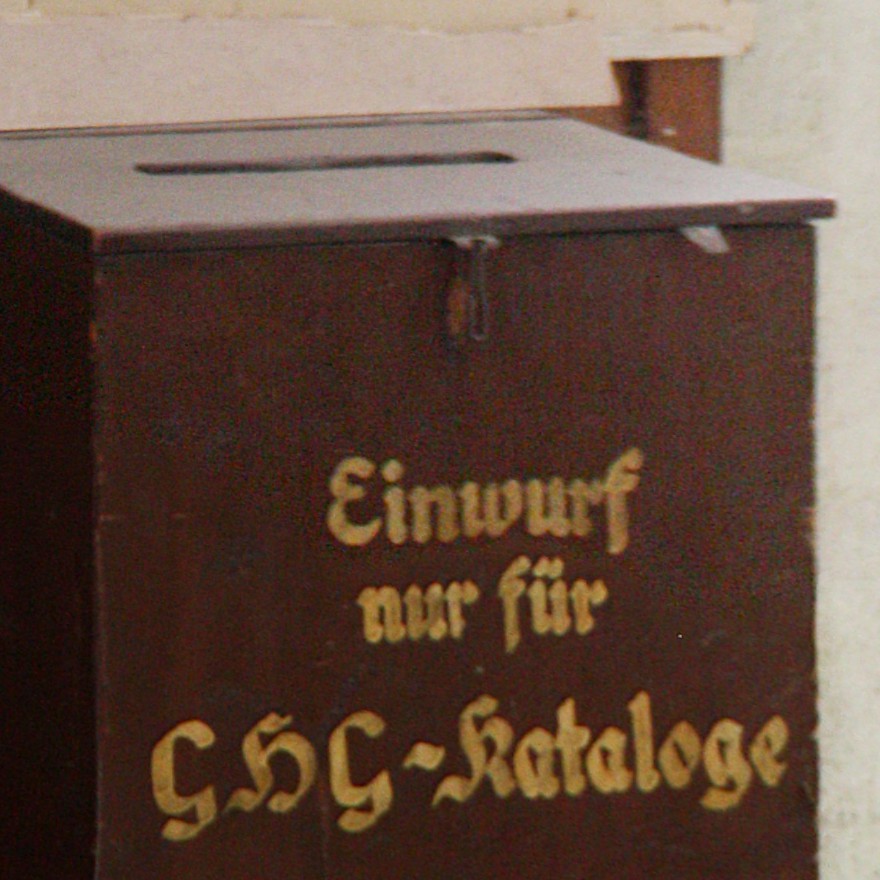 Einwurf
nur für
GHG-Kataloge